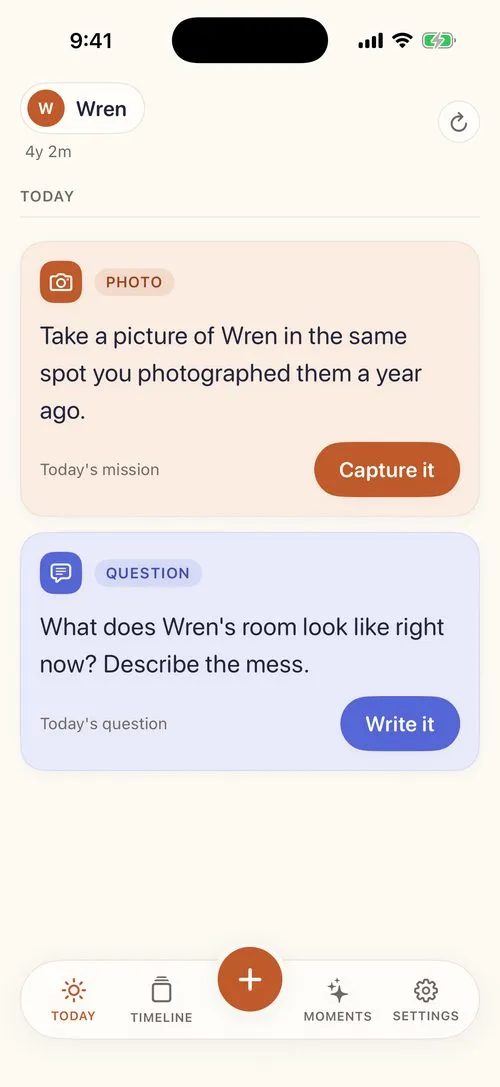 9:41
W
Wren
4y 2m
TODAY
PHOTO
Take a picture of Wren in the same
spot you photographed them a year
ago.
Today's mission
Capture it
QUESTION
What does Wren's room look like right
now? Describe the mess.
Today's question
Write it
TODAY
TIMELINE
MOMENTS
SETTINGS